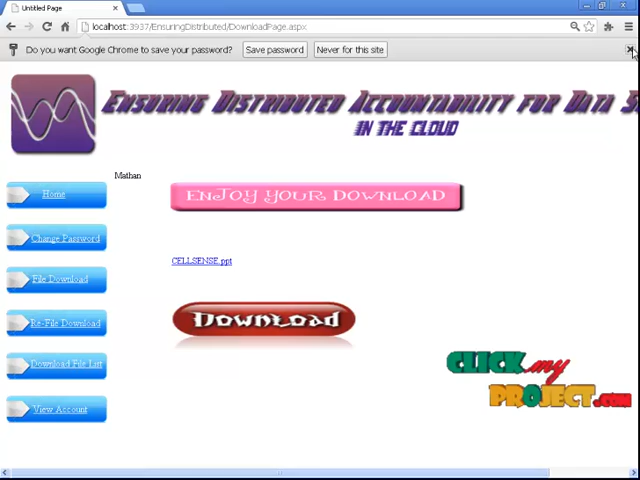 Untitled Page
localhost:3937/EnsuringDistributed/DownloadPage.aspx
Do you want Google Chrome to save your password?
Save password
Never for this site
Ensuring Distributed Accountability for Data
in the Cloud
Mathan
Enjoy your Download
Home
Change Password
CELLSENSE.ppt
File Download
Download
Re-File Download
Download File List
CLICK my
PROJECT.COM
View Account